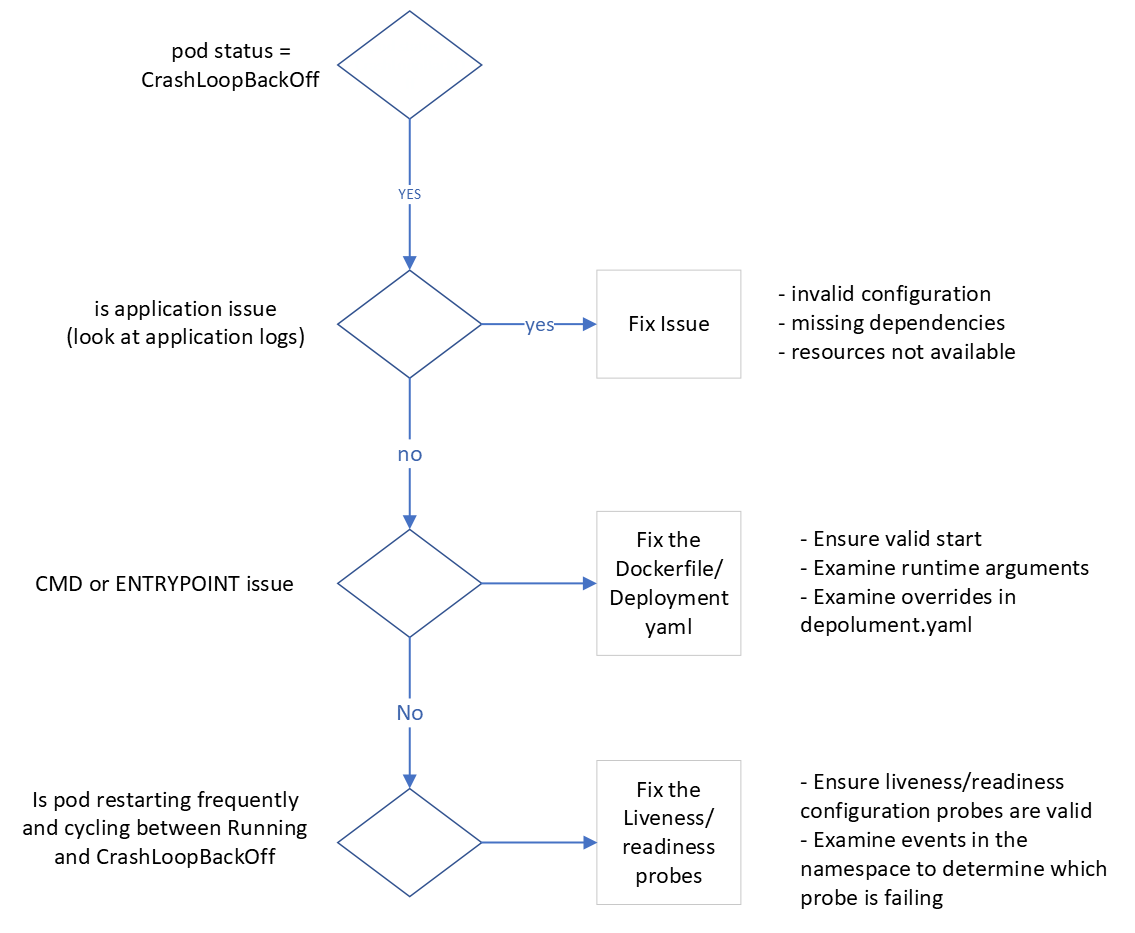 pod status =
CrashLoopBackOff
YES
is application issue
(look at application logs)
yes
Fix Issue
- invalid configuration
- missing dependencies
- resources not available
no
CMD or ENTRYPOINT issue
Fix the
Dockerfile/
Deployment
yaml
- Ensure valid start
- Examine runtime arguments
- Examine overrides in
depolument.yaml
No
Is pod restarting frequently
and cycling between Running
and CrashLoopBackOff
Fix the
Liveness/
readiness
probes
- Ensure liveness/readiness
configuration probes are valid
- Examine events in the
namespace to determine which
probe is failing